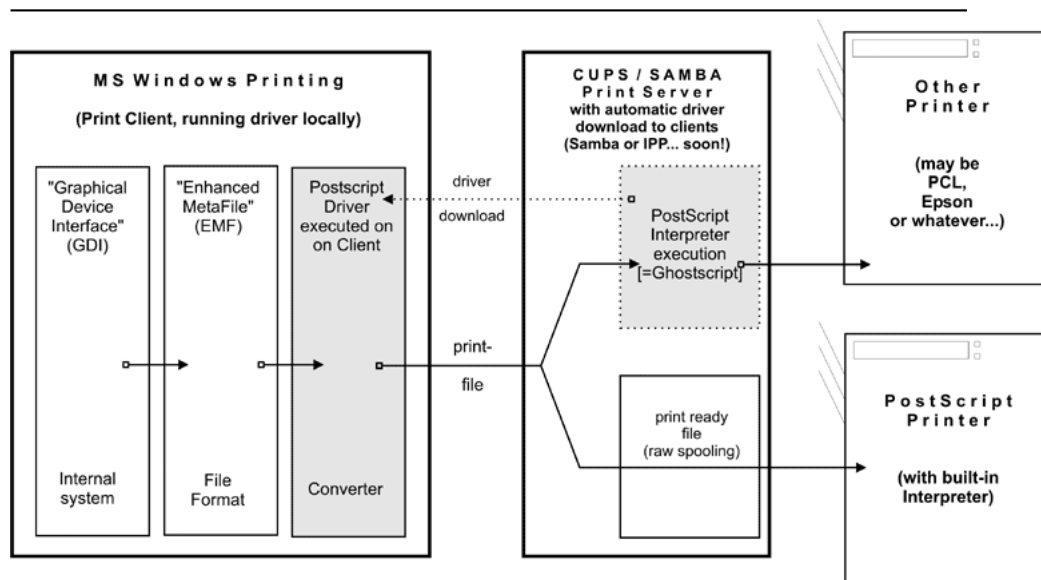 MS Windows Printing
(Print Client, running driver locally)
"Graphical
Device
Interface"
(GDI)
Internal
system
"Enhanced
MetaFile"
(EMF)
File
Format
Postscript
Driver
executed on
on Client
Converter
driver
download
print-
file
CUPS / SAMBA
Print Server
with automatic driver
download to clients
(Samba or IPP... soon!)
PostScript
Interpreter
execution
[=Ghostscript]
print ready
file
(raw spooling)
Other
Printer
(may be
PCL,
Epson
or whatever...)
PostScript
Printer
(with built-in
Interpreter)